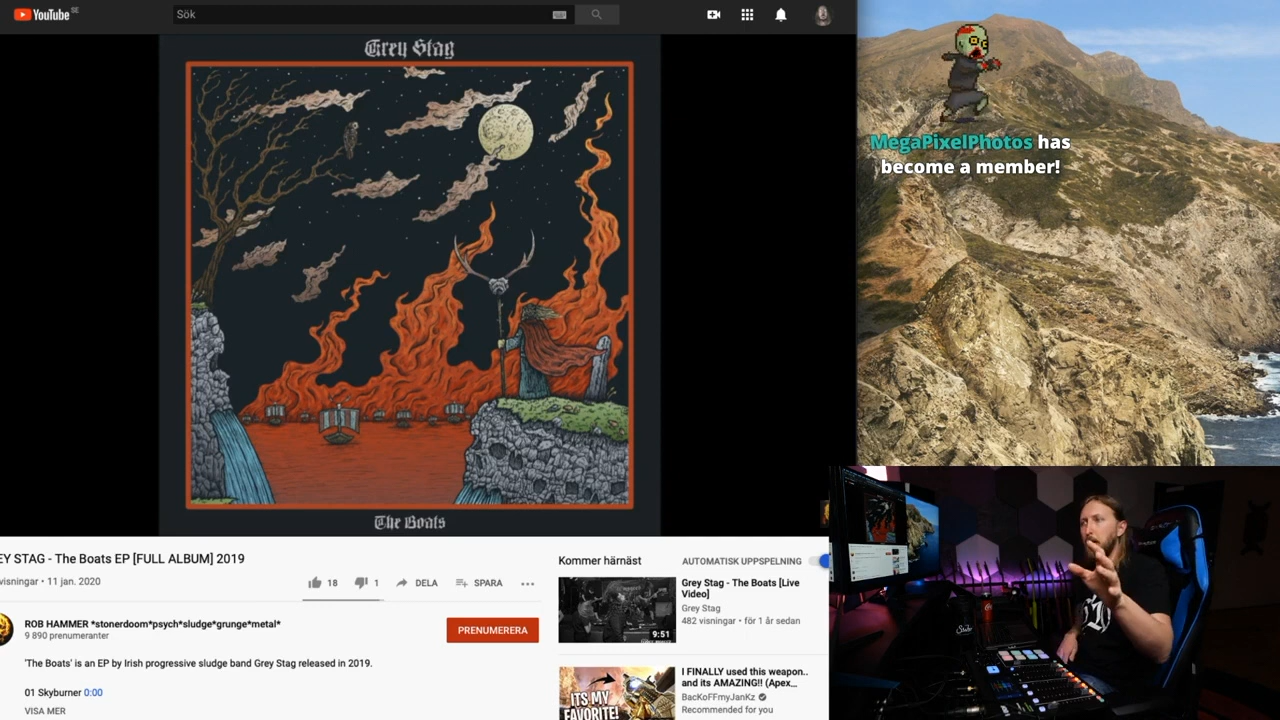 YouTube SE
Sök
Grey Stag
The Boats
MegaPixelPhotos has
become a member!
EY STAG - The Boats EP [FULL ALBUM] 2019
visningar • 11 jan. 2020
18
1
DELA
SPARA
ROB HAMMER *stonerdoom*psych*sludge*grunge*metal*
9 890 prenumeranter
PRENUMERERA
'The Boats' is an EP by Irish progressive sludge band Grey Stag released in 2019.
01 Skyburner 0:00
VISA MER
Kommer härnäst
AUTOMATISK UPPSPELNING
9:51
Grey Stag - The Boats [Live
Video]
Grey Stag
482 visningar • för 1 år sedan
ITS MY
FAVORITE!
I FINALLY used this weapon..
and its AMAZING!! (Apex_
BacKoFFmyJanKz
Recommended for you